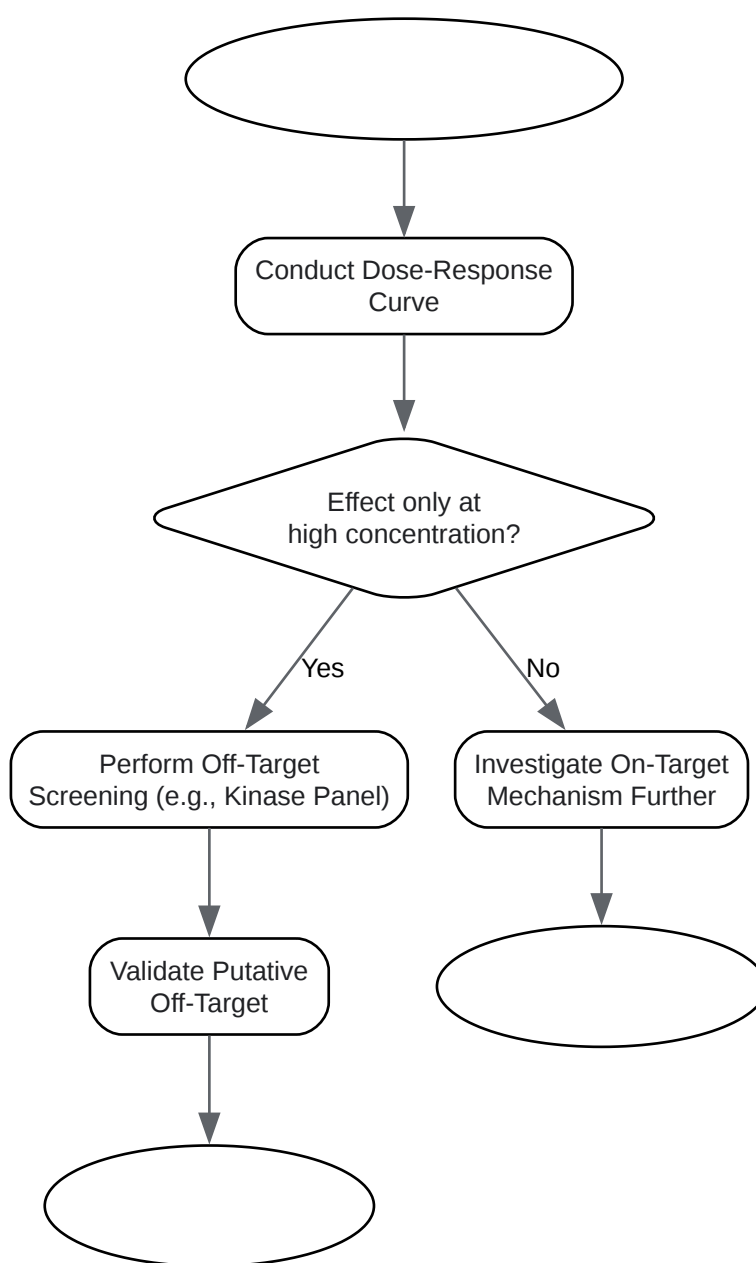 Conduct Dose-Response
Curve
Effect only at
high concentration?
Yes
No
Perform Off-Target
Screening (e.g., Kinase Panel)
Investigate On-Target
Mechanism Further
Validate Putative
Off-Target